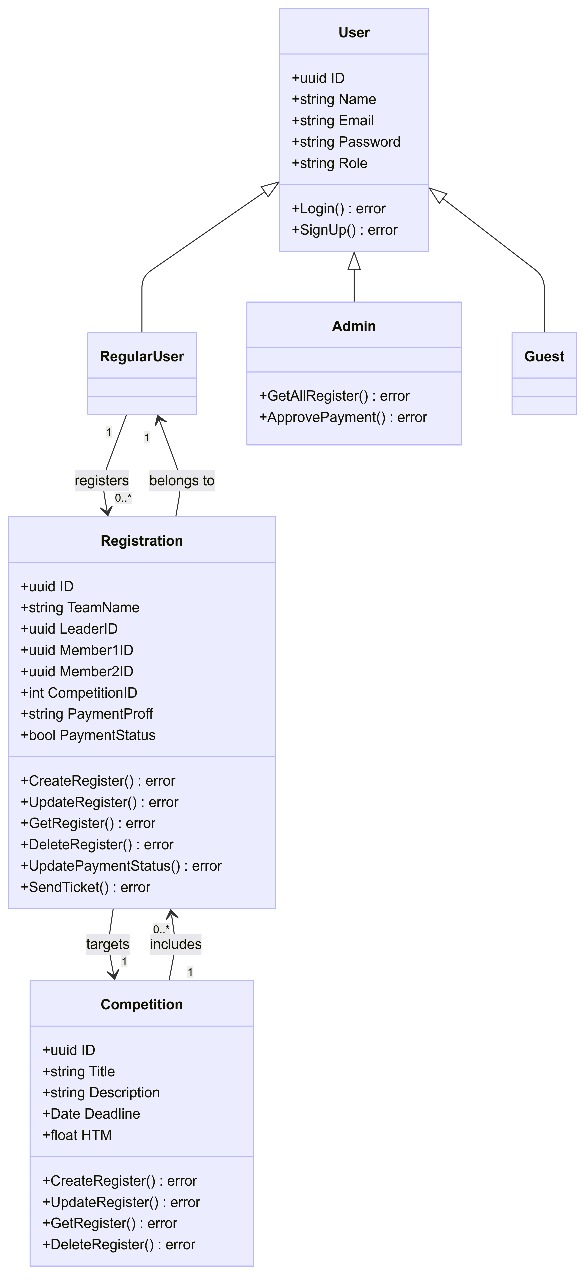 User
+uuid ID
+string Name
+string Email
+string Password
+string Role
+Login() : error
+SignUp() : error
RegularUser
Admin
+GetAllRegister() : error
+ApprovePayment() : error
Guest
1
1
registers
belongs to
0..*
Registration
+uuid ID
+string TeamName
+uuid LeaderID
+uuid Member1ID
+uuid Member2ID
+int CompetitionID
+string PaymentProff
+bool PaymentStatus
+CreateRegister() : error
+UpdateRegister() : error
+GetRegister() : error
+DeleteRegister() : error
+UpdatePaymentStatus() : error
+SendTicket() : error
0..*
targets
includes
1
1
Competition
+uuid ID
+string Title
+string Description
+Date Deadline
+float HTM
+CreateRegister() : error
+UpdateRegister() : error
+GetRegister() : error
+DeleteRegister() : error